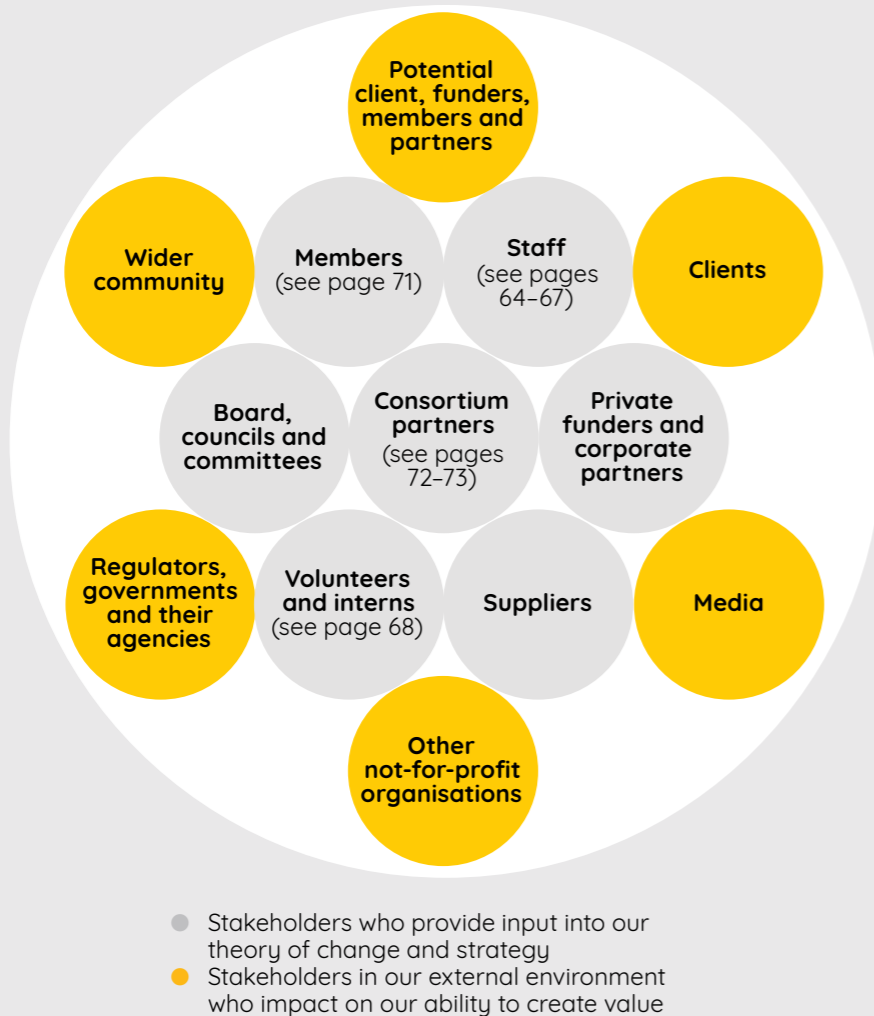 Potential
client, funders,
members and
partners
Wider
community
Members
(see page 71)
Staff
(see pages
64–67)
Clients
Board,
councils and
committees
Consortium
partners
(see pages
72–73)
Private
funders and
corporate
partners
Regulators,
governments
and their
agencies
Volunteers
and interns
(see page 68)
Suppliers
Media
Other
not-for-profit
organisations
Stakeholders who provide input into our
theory of change and strategy
Stakeholders in our external environment
who impact on our ability to create value